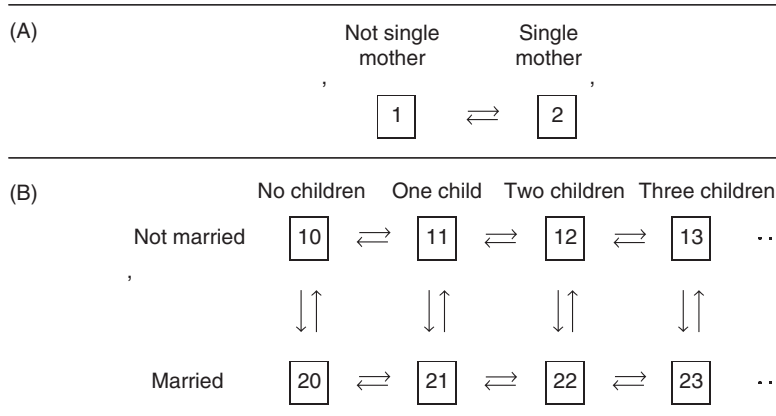 (A)
Not single mother
Single mother
,
,
1 ⇄ 2
(B)
No children One child Two children Three children
Not married 10 ⇄ 11 ⇄ 12 ⇄ 13 ··
,
Married 20 ⇄ 21 ⇄ 22 ⇄ 23 ··